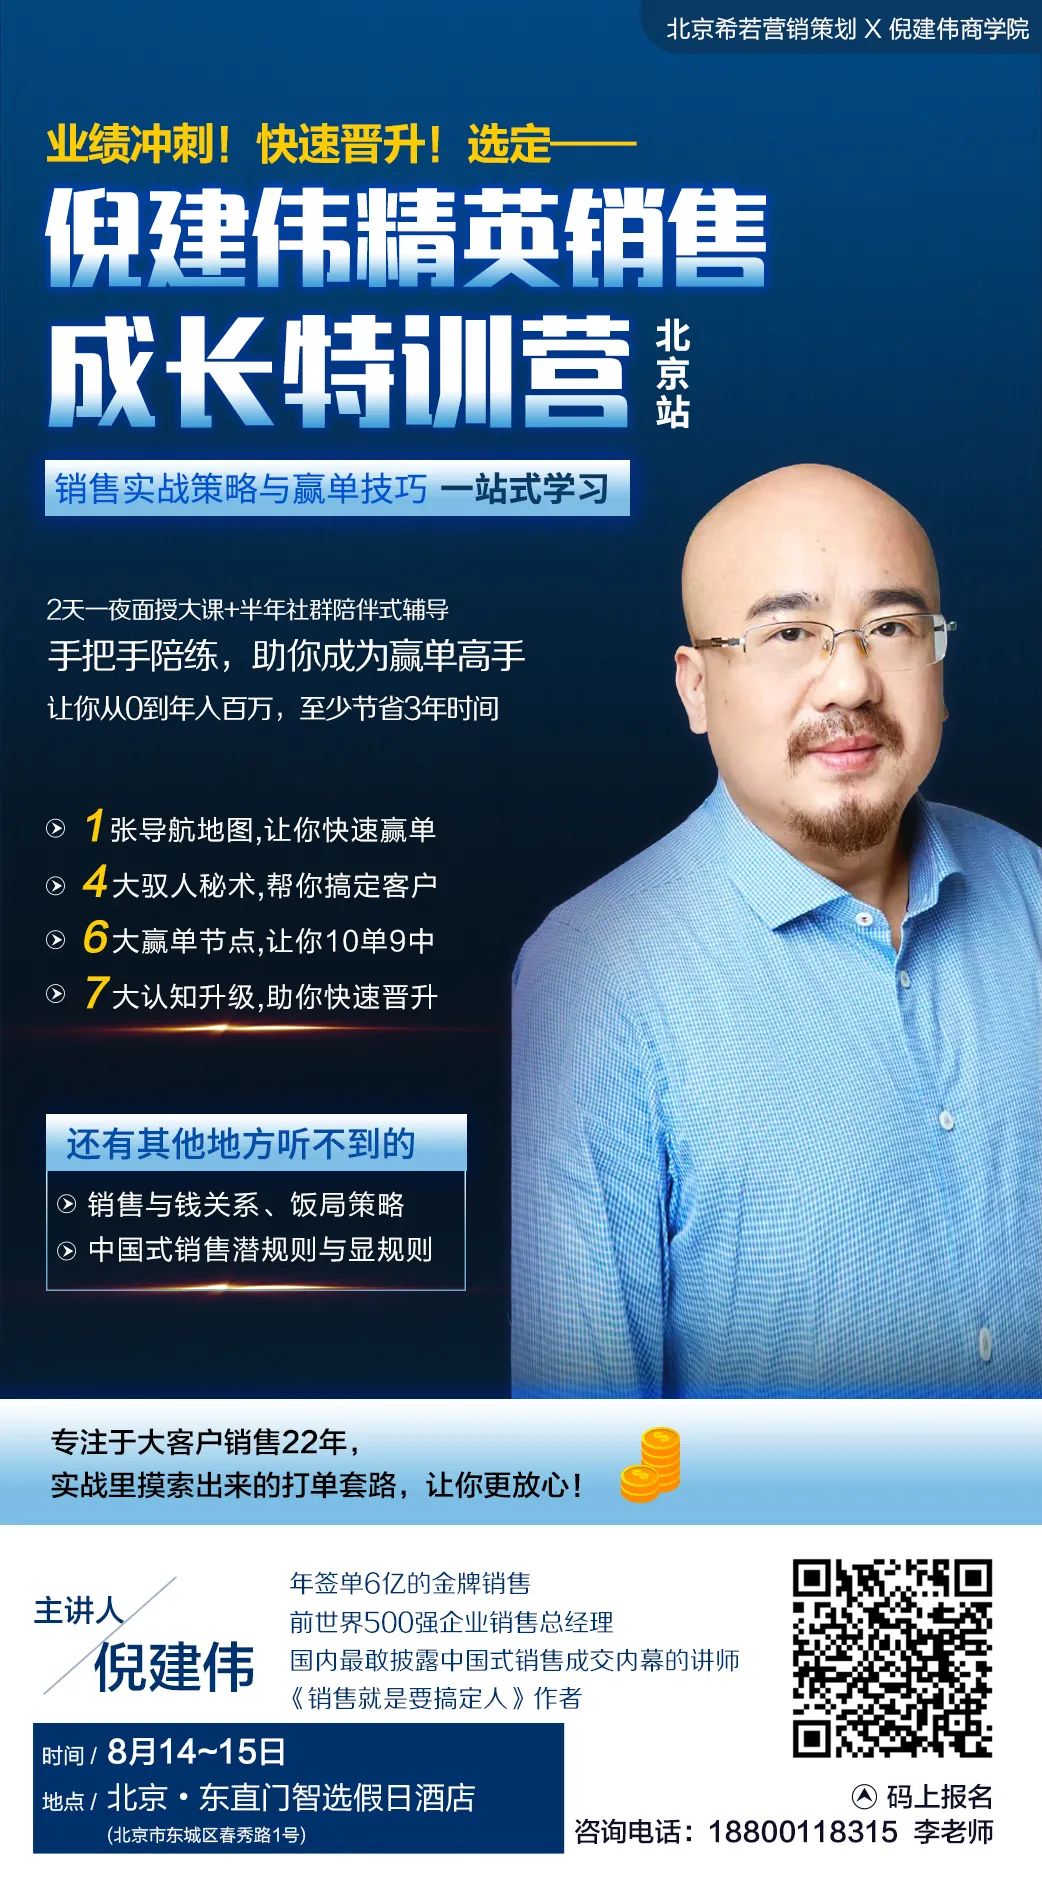 北京希若营销策划 X 倪建伟商学院
业绩冲刺！快速晋升！选定——
倪建伟精英销售
成长特训营
北京站
销售实战策略与赢单技巧 一站式学习
2天一夜面授大课+半年社群陪伴式辅导
手把手陪练，助你成为赢单高手
让你从0到年入百万，至少节省3年时间
1张导航地图,让你快速赢单
4大驭人秘术,帮你搞定客户
6大赢单节点,让你10单9中
7大认知升级,助你快速晋升
还有其他地方听不到的
销售与钱关系、饭局策略
中国式销售潜规则与显规则
专注于大客户销售22年，
实战里摸索出来的打单套路，让你更放心！
主讲人
倪建伟
年签单6亿的金牌销售
前世界500强企业销售总经理
国内最敢披露中国式销售成交内幕的讲师
《销售就是要搞定人》作者
时间 / 8月14~15日
地点 / 北京·东直门智选假日酒店
(北京市东城区春秀路1号)
码上报名
咨询电话：18800118315 李老师